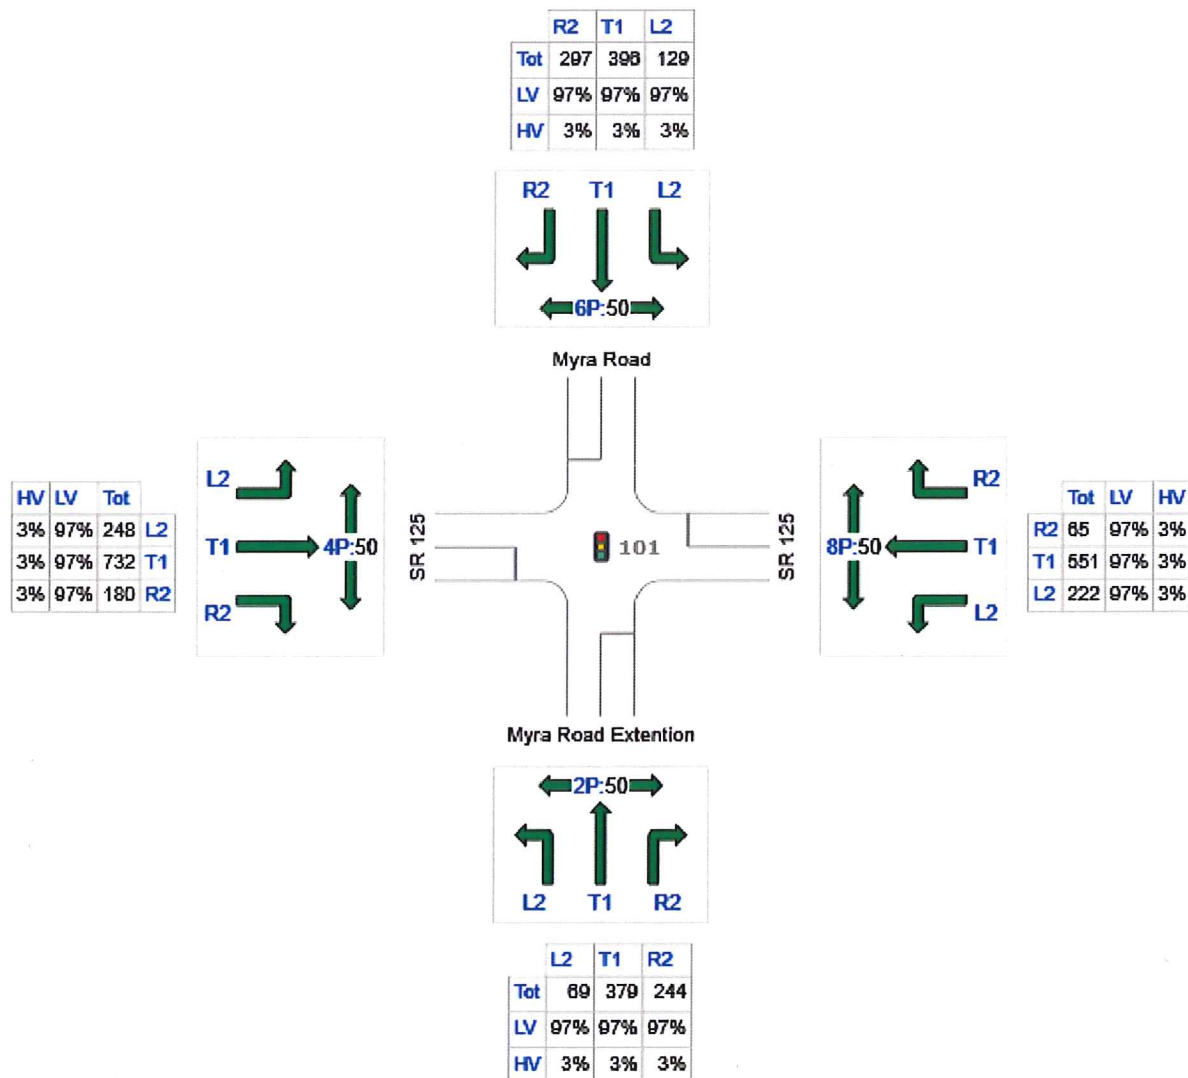 R2 T1 L2
Tot 297 396 129
LV 97% 97% 97%
HV 3% 3% 3%
R2 T1 L2
6P:50
Myra Road
HV LV Tot
3% 97% 248 L2
3% 97% 732 T1
3% 97% 180 R2
L2
T1 4P:50
R2
SR 125
101
SR 125
R2
8P:50 T1
L2
Tot LV HV
R2 65 97% 3%
T1 551 97% 3%
L2 222 97% 3%
Myra Road Extention
2P:50
L2 T1 R2
L2 T1 R2
Tot 69 379 244
LV 97% 97% 97%
HV 3% 3% 3%